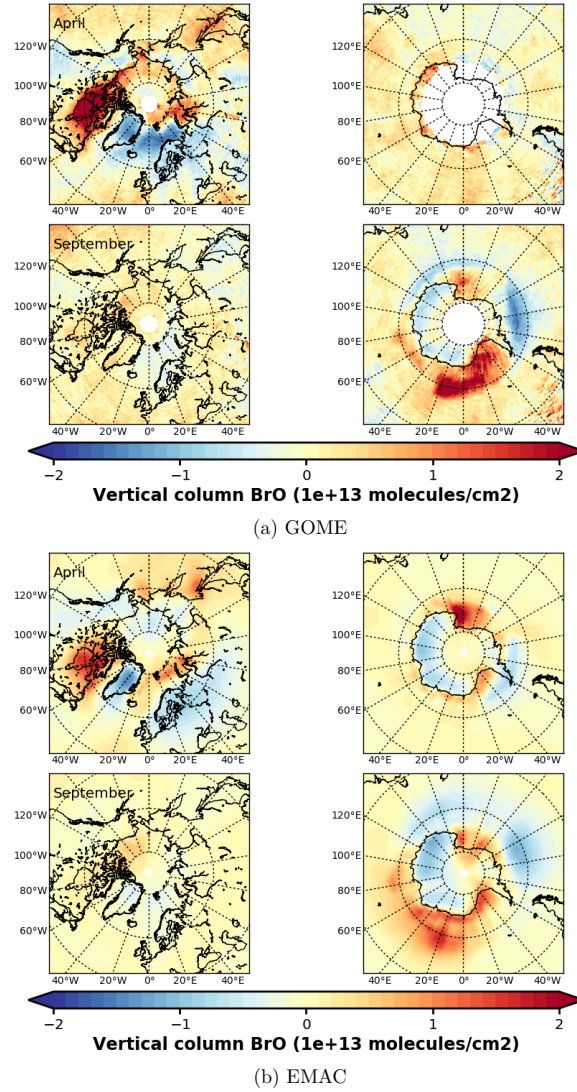 April
120°W
100°W
80°W
60°W
40°W 20°W 0° 20°E 40°E
120°E
100°E
80°E
60°E
40°E 20°E 0° 20°W 40°W
September
120°W
100°W
80°W
60°W
40°W 20°W 0° 20°E 40°E
120°E
100°E
80°E
60°E
40°E 20°E 0° 20°W 40°W
−2 −1 0 1 2
Vertical column BrO (1e+13 molecules/cm2)
(a) GOME
April
120°W
100°W
80°W
60°W
40°W 20°W 0° 20°E 40°E
120°E
100°E
80°E
60°E
40°E 20°E 0° 20°W 40°W
September
120°W
100°W
80°W
60°W
40°W 20°W 0° 20°E 40°E
120°E
100°E
80°E
60°E
40°E 20°E 0° 20°W 40°W
−2 −1 0 1 2
Vertical column BrO (1e+13 molecules/cm2)
(b) EMAC